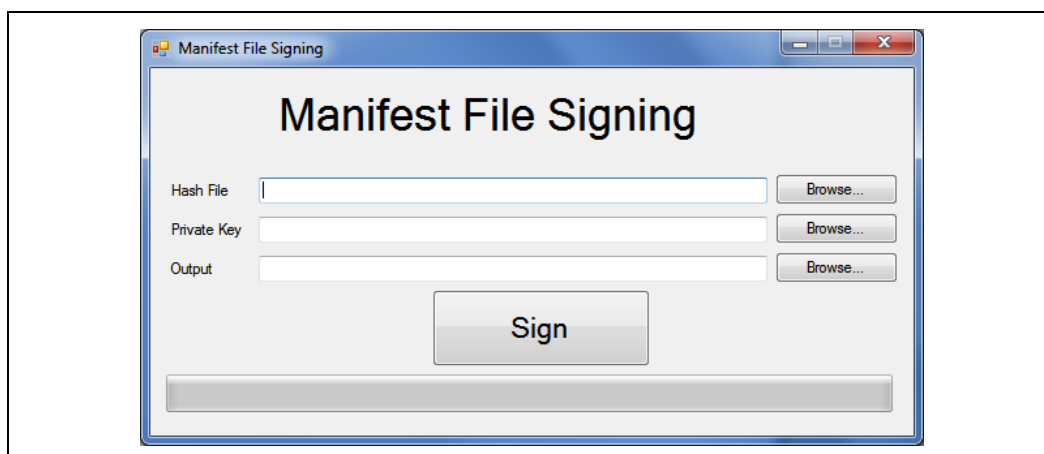 Manifest File Signing
Manifest File Signing
Hash File Browse...
Private Key Browse...
Output Browse...
Sign